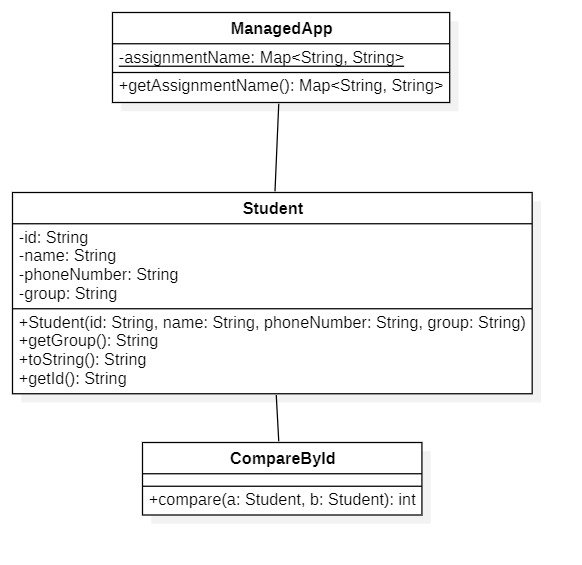 ManagedApp
-assignmentName: Map<String, String>
+getAssignmentName(): Map<String, String>
Student
-id: String
-name: String
-phoneNumber: String
-group: String
+Student(id: String, name: String, phoneNumber: String, group: String)
+getGroup(): String
+toString(): String
+getId(): String
CompareById
+compare(a: Student, b: Student): int